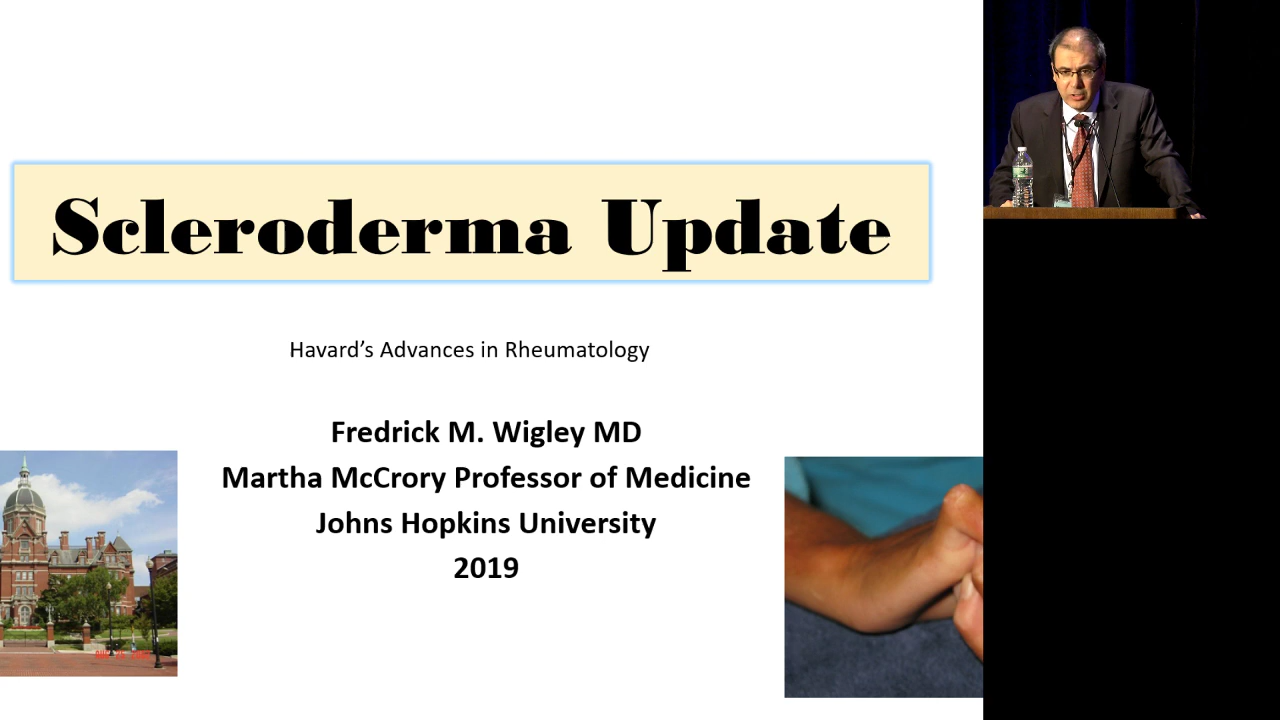 Scleroderma Update
Havard’s Advances in Rheumatology
Fredrick M. Wigley MD
Martha McCrory Professor of Medicine
Johns Hopkins University
2019